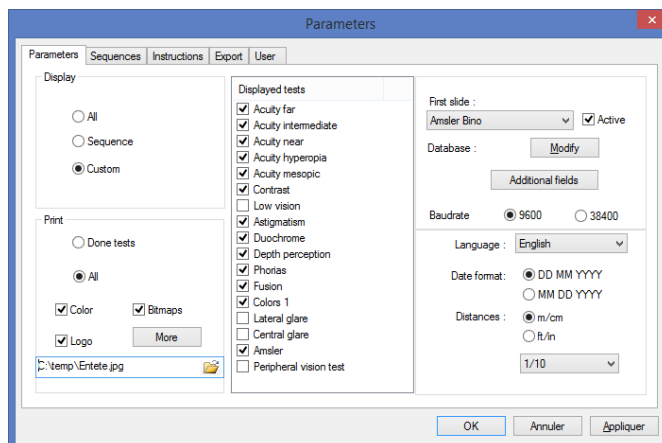 Parameters
Parameters Sequences Instructions Export User
Display
All
Sequence
Custom
Print
Done tests
All
Color Bitmaps
Logo More
C:\temp\Entete.jpg
Displayed tests
Acuity far
Acuity intermediate
Acuity near
Acuity hyperopia
Acuity mesopic
Contrast
Low vision
Astigmatism
Duochrome
Depth perception
Phorias
Fusion
Colors 1
Lateral glare
Central glare
Amsler
Peripheral vision test
First slide :
Amsler Bino Active
Database : Modify
Additional fields
Baudrate 9600 38400
Language : English
Date format: DD MM YYYY
MM DD YYYY
Distances : m/cm
ft/in
1/10
OK Annuler Appliquer